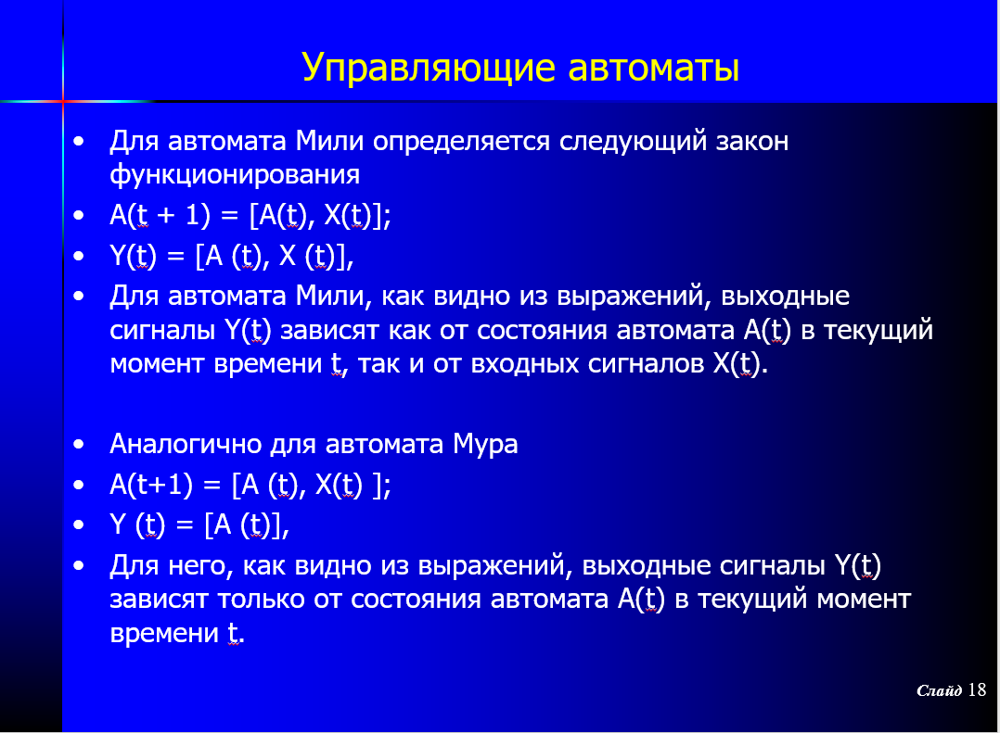 Управляющие автоматы
• Для автомата Мили определяется следующий закон
функционирования
• A(t + 1) = [A(t), X(t)];
• Y(t) = [A (t), X (t)],
• Для автомата Мили, как видно из выражений, выходные
сигналы Y(t) зависят как от состояния автомата A(t) в текущий
момент времени t, так и от входных сигналов X(t).
• Аналогично для автомата Мура
• A(t+1) = [A (t), X(t) ];
• Y (t) = [A (t)],
• Для него, как видно из выражений, выходные сигналы Y(t)
зависят только от состояния автомата A(t) в текущий момент
времени t.
Слайд 18